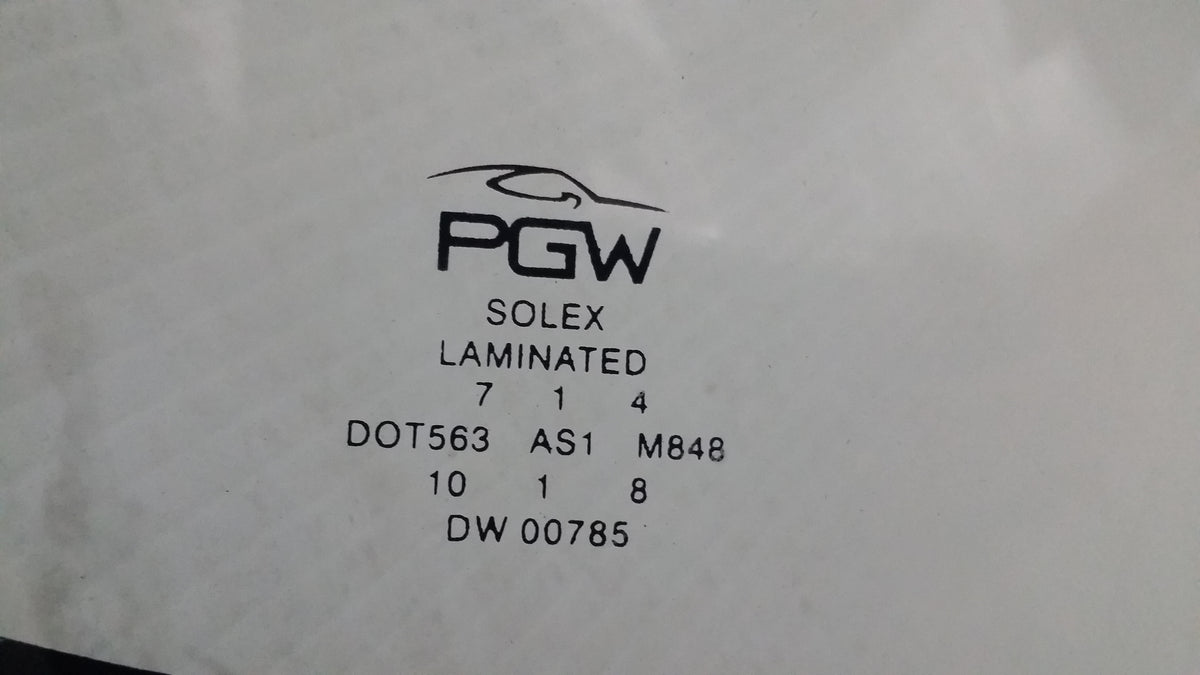 PGW
SOLEX
LAMINATED
7 1 4
DOT563 AS1 M848
10 1 8
DW 00785